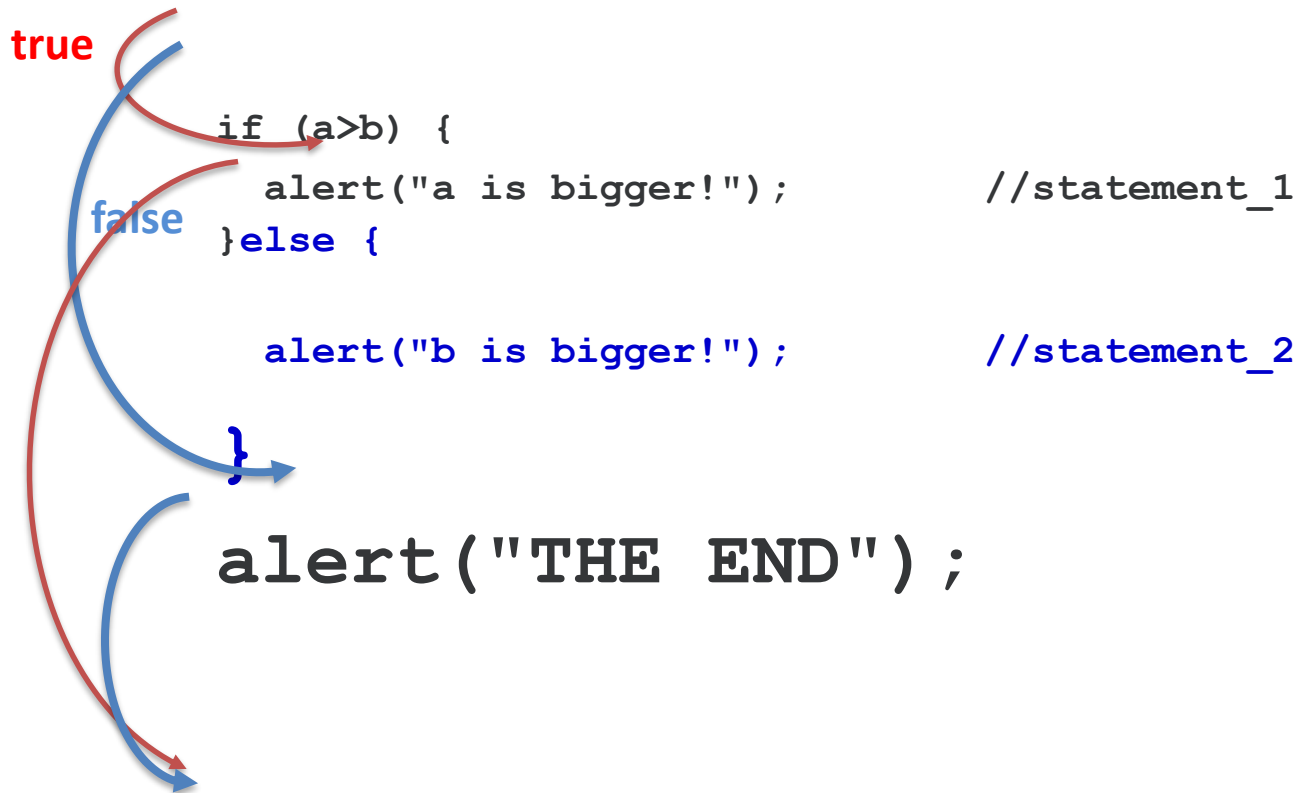 true
if (a>b) {
alert("a is bigger!"); //statement_1
false
}else {
alert("b is bigger!"); //statement_2
}
alert("THE END");